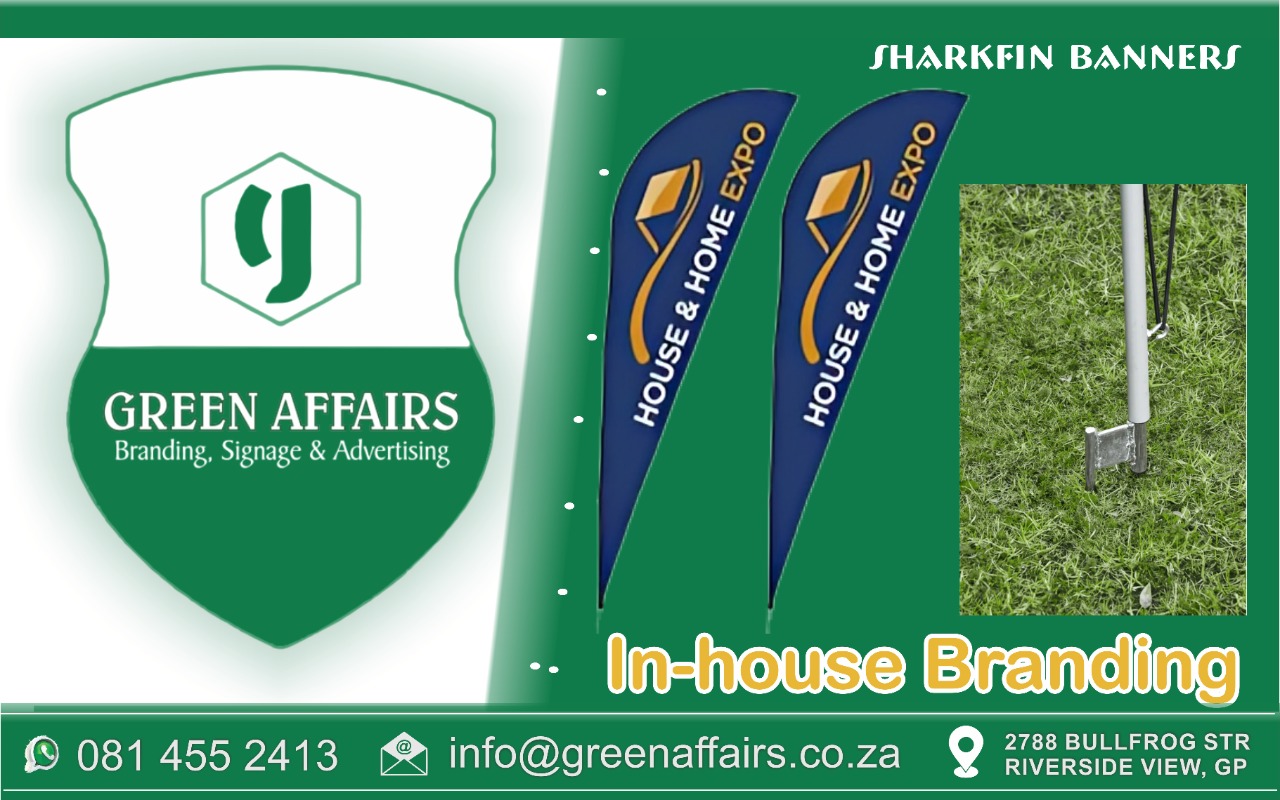 SHARKFIN BANNERS
g
GREEN AFFAIRS
Branding, Signage & Advertising
HOUSE & HOME EXPO
HOUSE & HOME EXPO
In-house Branding
081 455 2413
@
info@greenaffairs.co.za
2788 BULLFROG STR
RIVERSIDE VIEW, GP